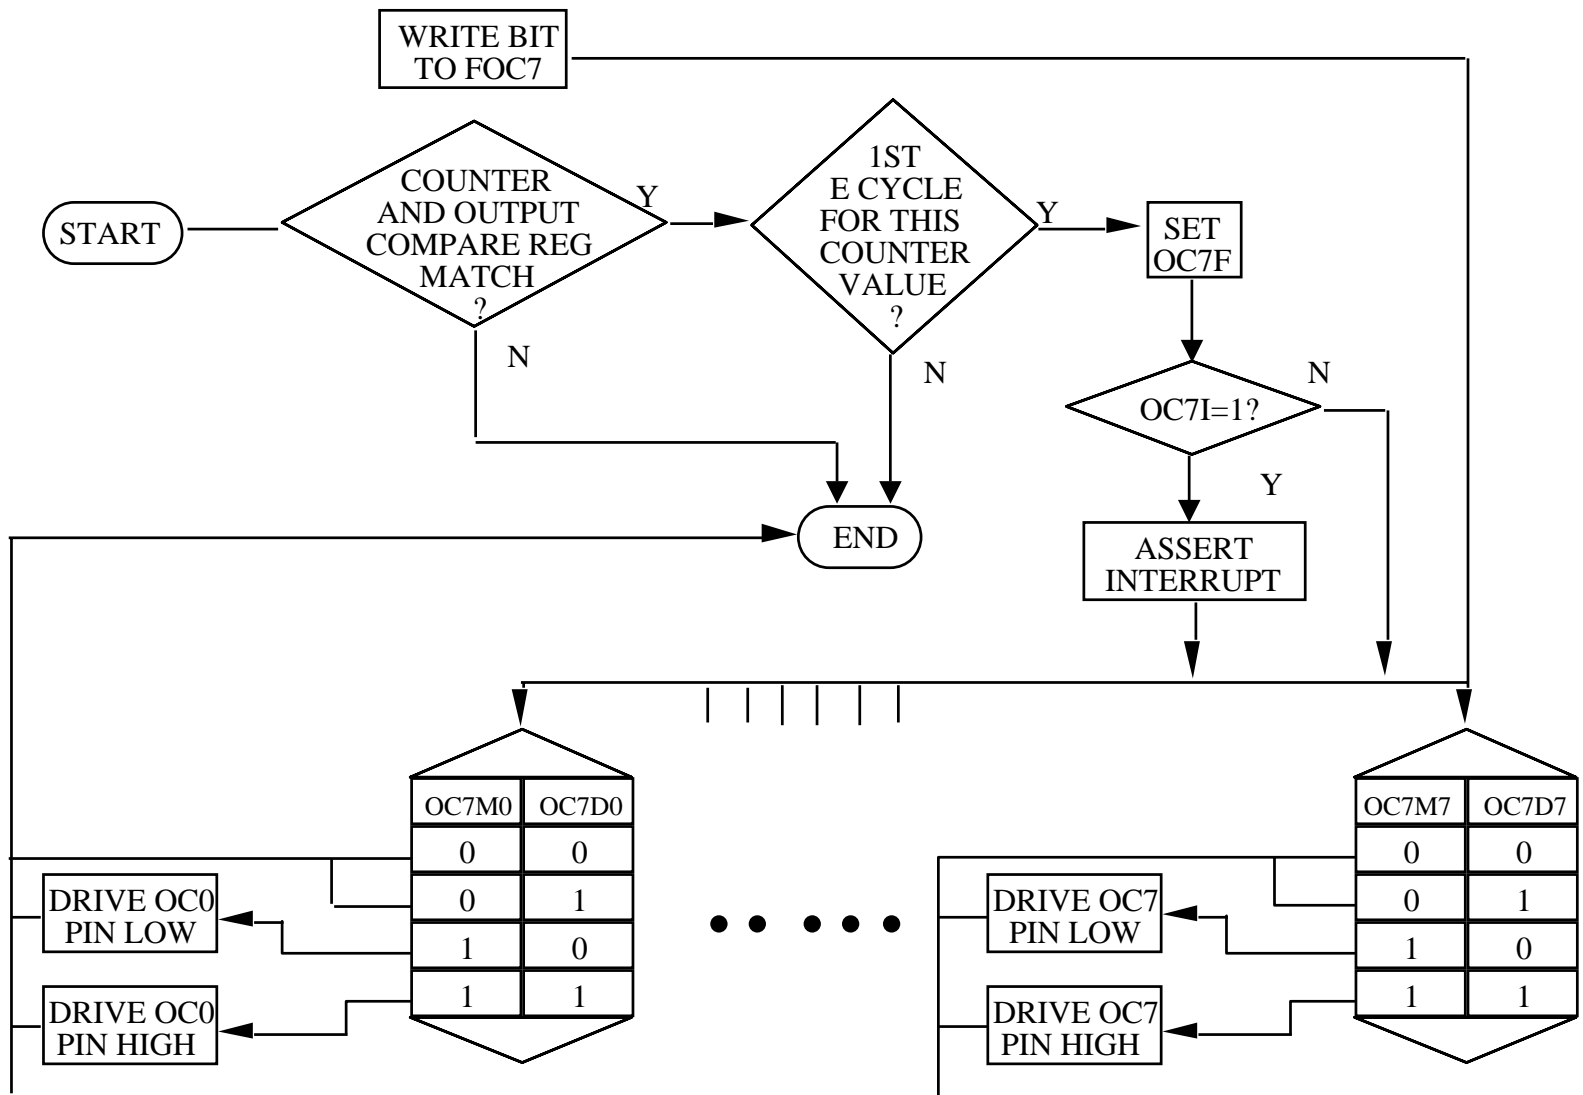 WRITE BIT
TO FOC7
START
COUNTER
AND OUTPUT
COMPARE REG
MATCH
?
Y
N
1ST
E CYCLE
FOR THIS
COUNTER
VALUE
?
Y
N
SET
OC7F
OC7I=1?
N
Y
ASSERT
INTERRUPT
END
OC7M0 OC7D0
0 0
0 1
1 0
1 1
DRIVE OC0
PIN LOW
DRIVE OC0
PIN HIGH
OC7M7 OC7D7
0 0
0 1
1 0
1 1
DRIVE OC7
PIN LOW
DRIVE OC7
PIN HIGH